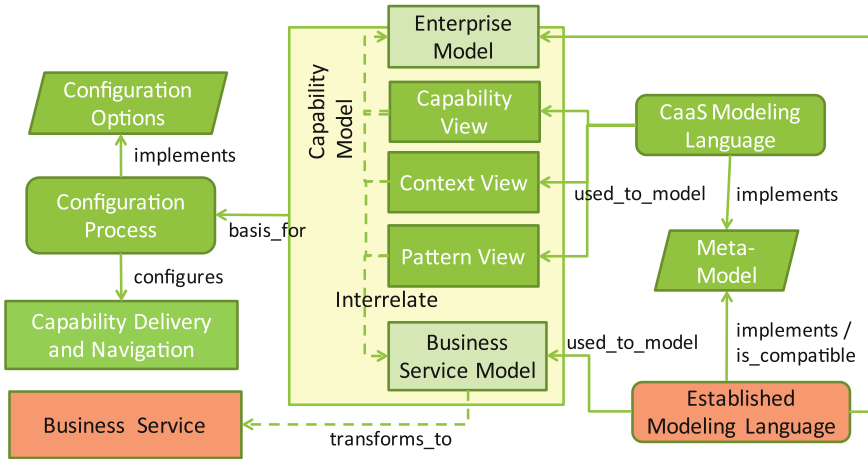 Enterprise
Model
Configuration
Options
Capability
Model
Capability
View
CaaS Modeling
Language
implements
Configuration
Process
Context View
used_to_model
implements
basis_for
Pattern View
Meta-
Model
configures
Interrelate
Capability Delivery
and Navigation
Business
Service Model
used_to_model
implements /
is_compatible
Business Service
transforms_to
Established
Modeling Language